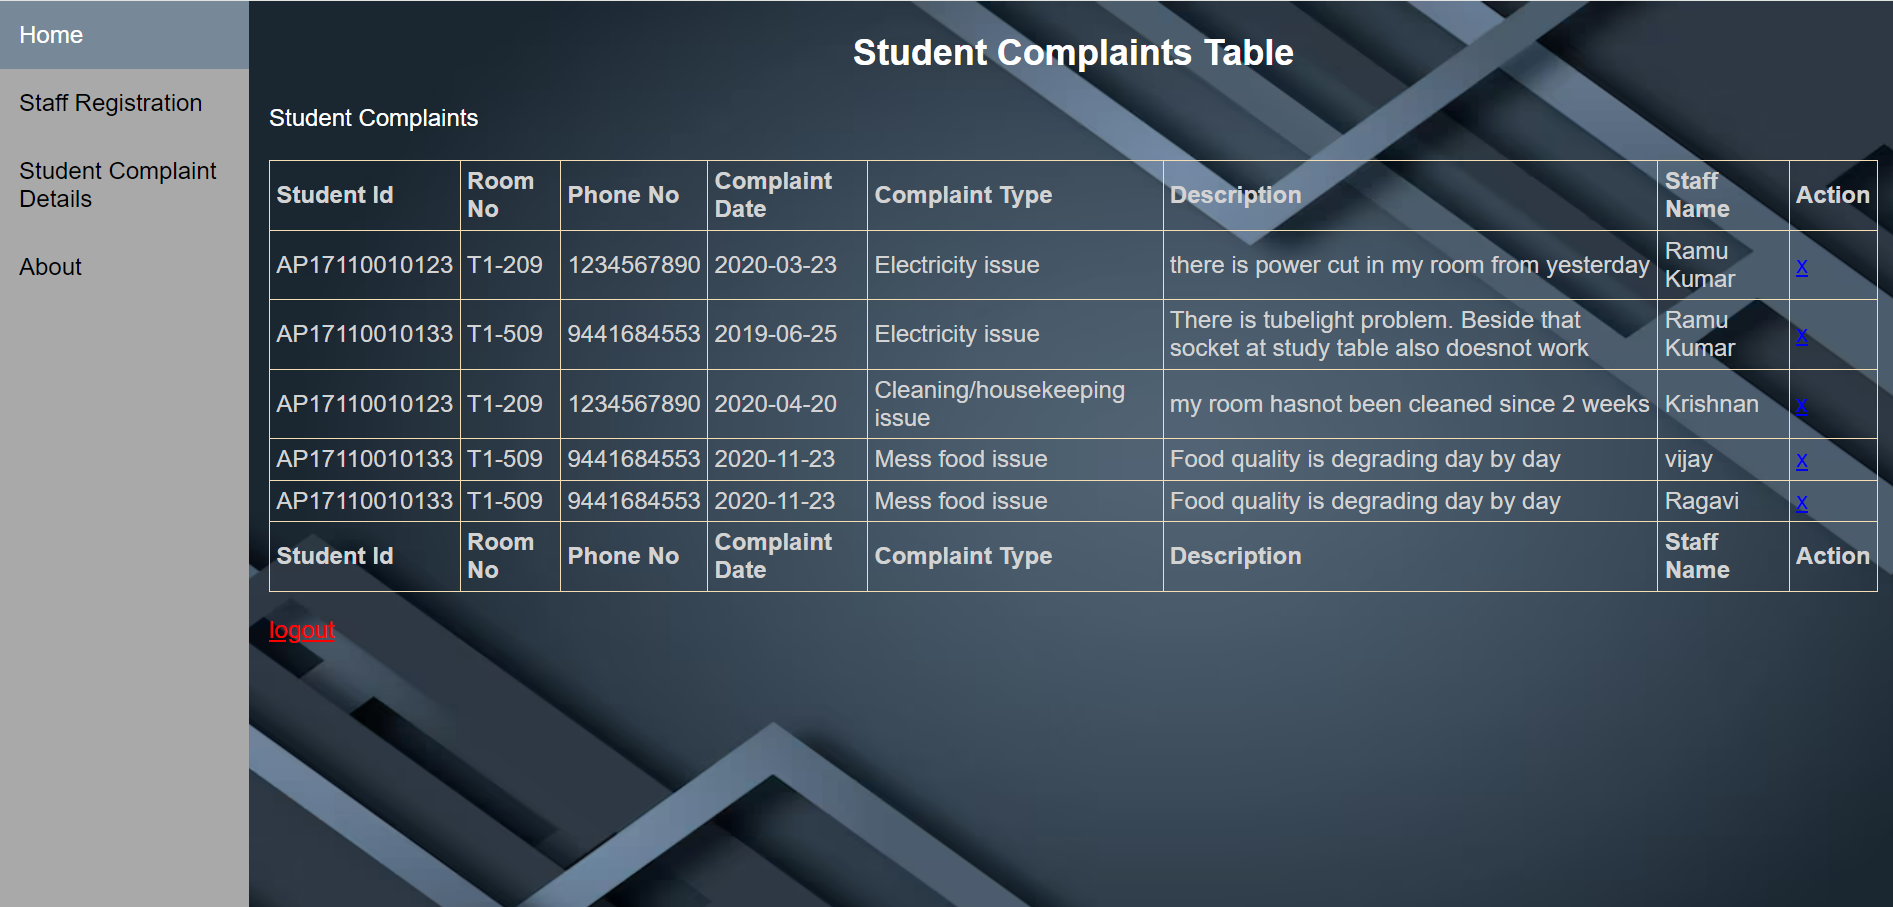 Home
Staff Registration
Student Complaint
Details
About
Student Complaints Table
Student Complaints
Student Id Room No Phone No Complaint Date Complaint Type Description Staff Name Action
AP17110010123 T1-209 1234567890 2020-03-23 Electricity issue there is power cut in my room from yesterday Ramu Kumar x
AP17110010133 T1-509 9441684553 2019-06-25 Electricity issue There is tubelight problem. Beside that socket at study table also doesnot work Ramu Kumar x
AP17110010123 T1-209 1234567890 2020-04-20 Cleaning/housekeeping issue my room hasnot been cleaned since 2 weeks Krishnan x
AP17110010133 T1-509 9441684553 2020-11-23 Mess food issue Food quality is degrading day by day vijay x
AP17110010133 T1-509 9441684553 2020-11-23 Mess food issue Food quality is degrading day by day Ragavi x
Student Id Room No Phone No Complaint Date Complaint Type Description Staff Name Action
logout